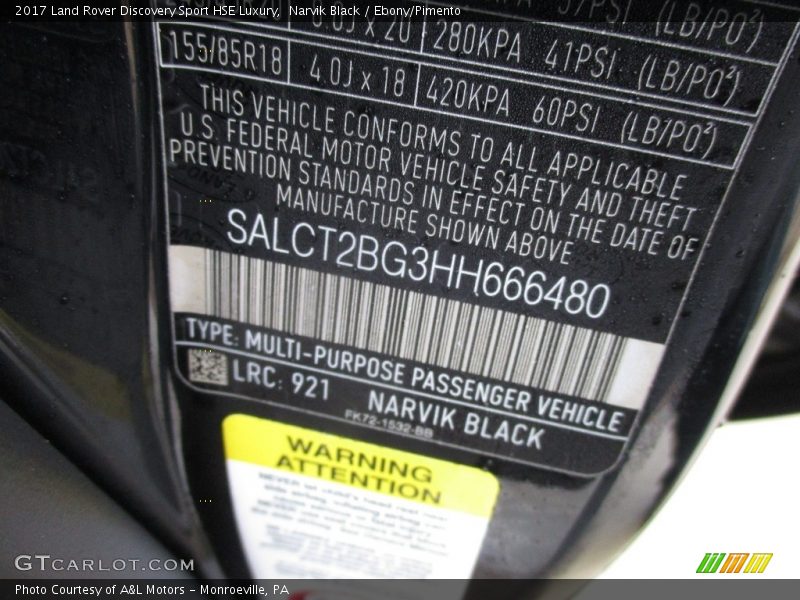 2017 Land Rover Discovery Sport HSE Luxury, Narvik Black / Ebony/Pimento
280KPA 41PSI (LB/PO²)
155/85R18 4.0J x 18 420KPA 60PSI (LB/PO²)
THIS VEHICLE CONFORMS TO ALL APPLICABLE
U.S. FEDERAL MOTOR VEHICLE SAFETY AND THEFT
PREVENTION STANDARDS IN EFFECT ON THE DATE OF
MANUFACTURE SHOWN ABOVE
SALCT2BG3HH666480
TYPE: MULTI-PURPOSE PASSENGER VEHICLE
LRC: 921 NARVIK BLACK
FK72-1532-BB
WARNING
ATTENTION
GTCARLOT.COM
Photo Courtesy of A&L Motors - Monroeville, PA